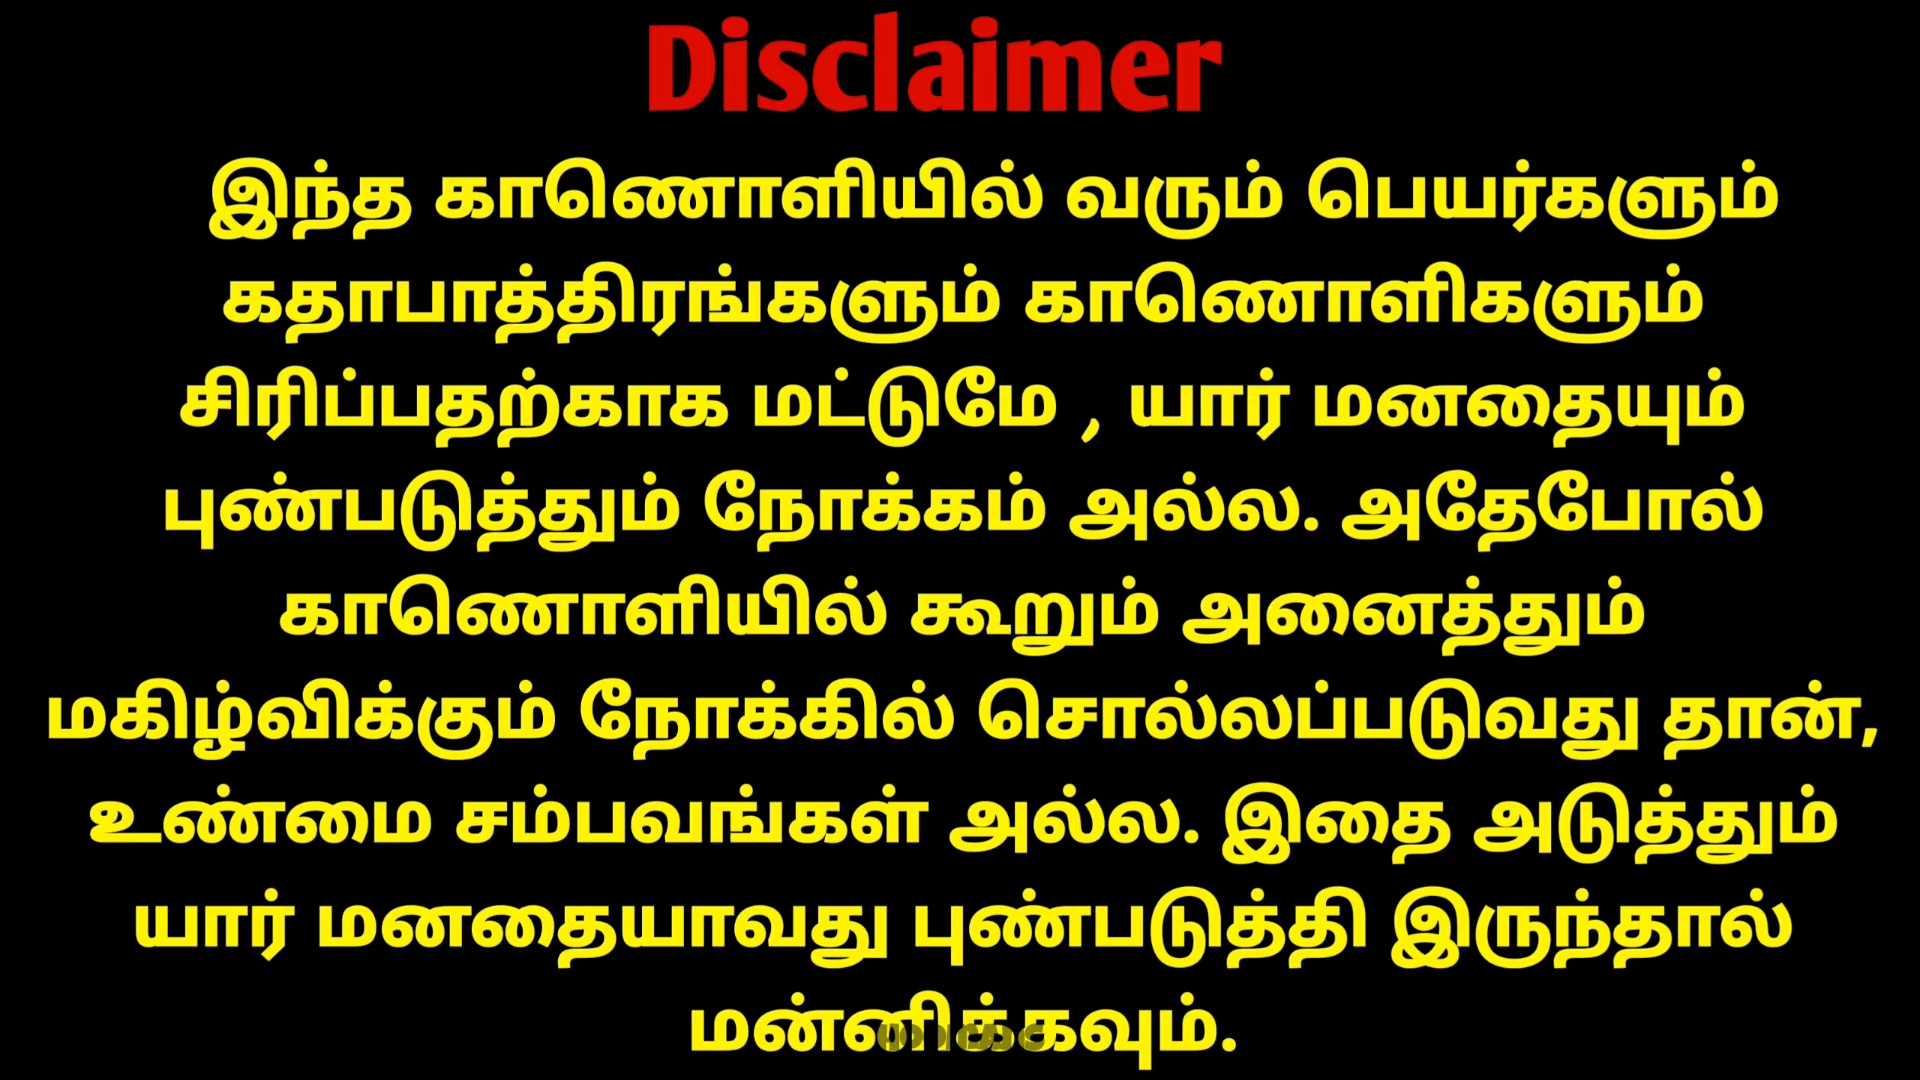 Disclaimer
இந்த காணொளியில் வரும் பெயர்களும்
கதாபாத்திரங்களும் காணொளிகளும்
சிரிப்பதற்காக மட்டுமே , யார் மனதையும்
புண்படுத்தும் நோக்கம் அல்ல. அதேபோல்
காணொளியில் கூறும் அனைத்தும்
மகிழ்விக்கும் நோக்கில் சொல்லப்படுவது தான்,
உண்மை சம்பவங்கள் அல்ல. இதை அடுத்தும்
யார் மனதையாவது புண்படுத்தி இருந்தால்
மன்னிக்கவும்.